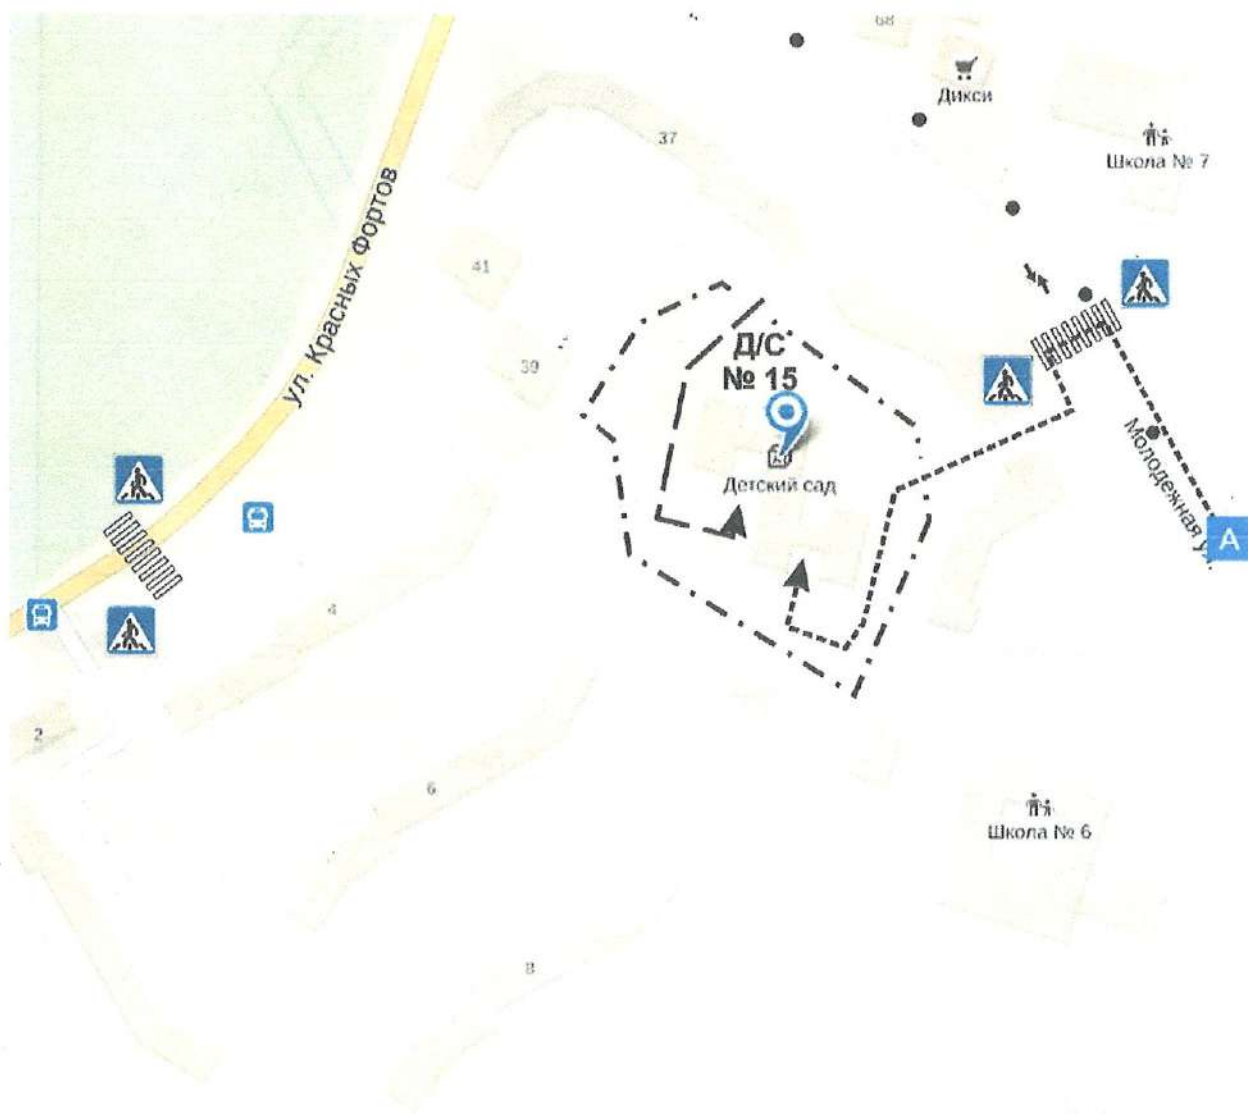 68
Дикси
37
Школа № 7
ул. Красных Фортов
41
Д/С
№ 15
39
Детский сад
Молодежная ул.
А
4
2
6
Школа № 6
8